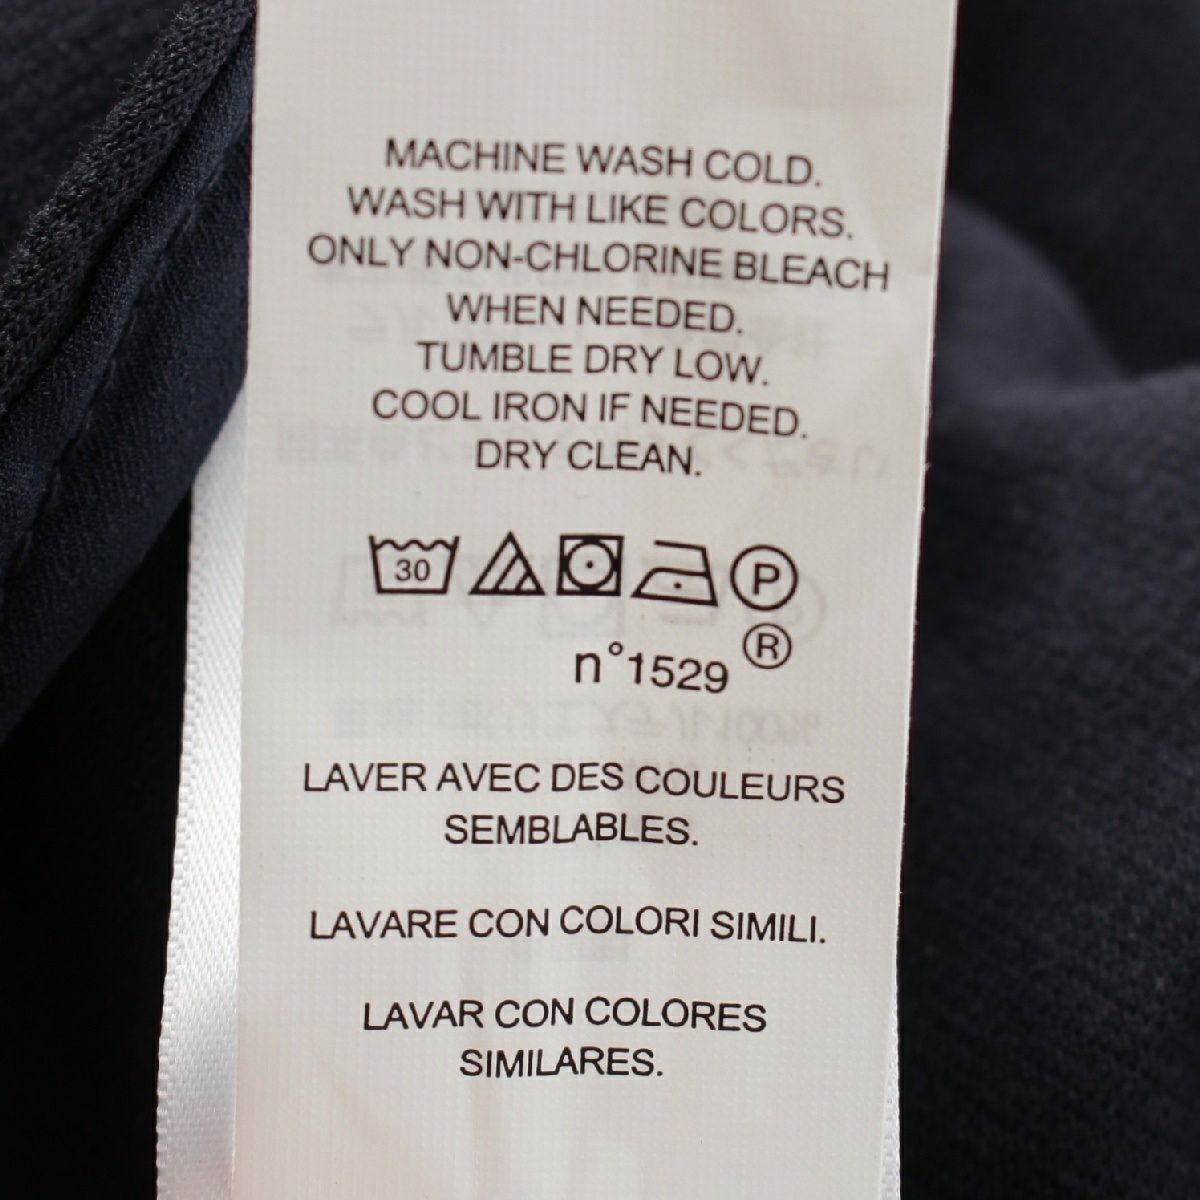 MACHINE WASH COLD.
WASH WITH LIKE COLORS.
ONLY NON-CHLORINE BLEACH
WHEN NEEDED.
TUMBLE DRY LOW.
COOL IRON IF NEEDED.
DRY CLEAN.
30 P
n°1529 ®
LAVER AVEC DES COULEURS
SEMBLABLES.
LAVARE CON COLORI SIMILI.
LAVAR CON COLORES
SIMILARES.